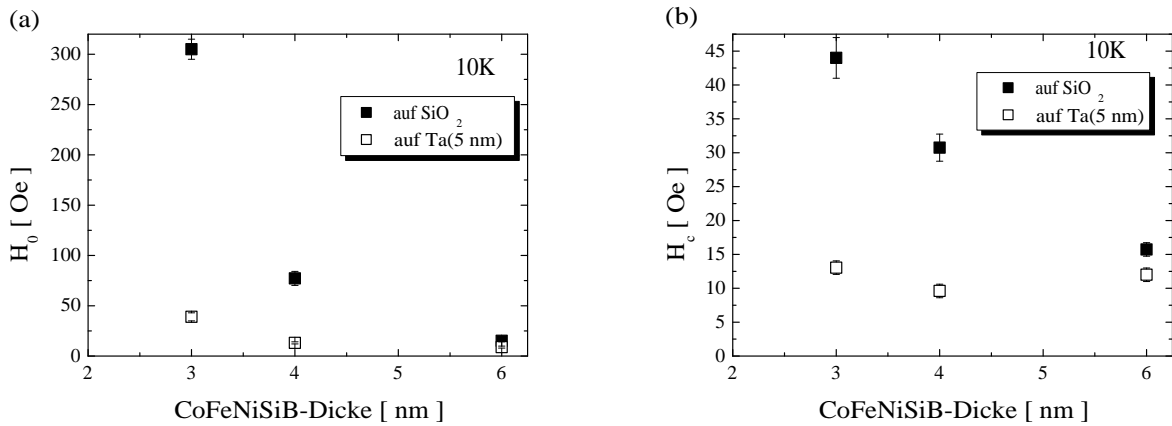 (a)
300
250
200
150
100
50
0
H₀ [ Oe ]
10K
auf SiO₂
auf Ta(5 nm)
2 3 4 5 6
CoFeNiSiB-Dicke [ nm ]
(b)
45
40
35
30
25
20
15
10
5
0
H_c [ Oe ]
10K
auf SiO₂
auf Ta(5 nm)
2 3 4 5 6
CoFeNiSiB-Dicke [ nm ]